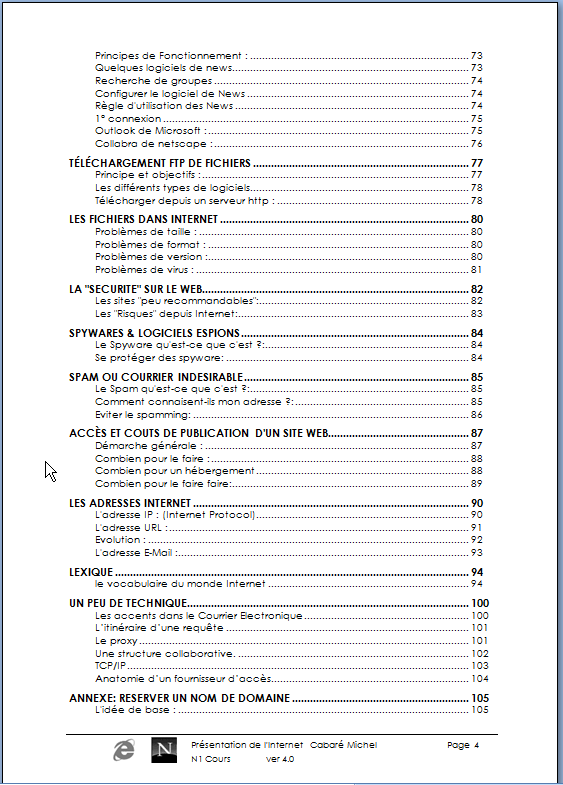 Principes de Fonctionnement : ........ 73
Quelques logiciels de news........ 73
Recherche de groupes ........ 74
Configurer le logiciel de News ........ 74
Règle d'utilisation des News ........ 74
1° connexion ........ 75
Outlook de Microsoft : ........ 75
Collabra de netscape : ........ 76
TÉLÉCHARGEMENT FTP DE FICHIERS ........ 77
Principe et objectifs : ........ 77
Les différents types de logiciels........ 78
Télécharger depuis un serveur http : ........ 78
LES FICHIERS DANS INTERNET ........ 80
Problèmes de taille : ........ 80
Problèmes de format : ........ 80
Problèmes de version :........ 80
Problèmes de virus : ........ 81
LA "SECURITE" SUR LE WEB........ 82
Les sites "peu recommandables":........ 82
Les "Risques" depuis Internet:........ 83
SPYWARES & LOGICIELS ESPIONS ........ 84
Le Spyware qu'est-ce que c'est ?:........ 84
Se protéger des spyware: ........ 84
SPAM OU COURRIER INDESIRABLE ........ 85
Le Spam qu'est-ce que c'est ?:........ 85
Comment connaisent-ils mon adresse ?: ........ 85
Eviter le spamming: ........ 86
ACCÈS ET COUTS DE PUBLICATION D'UN SITE WEB........ 87
Démarche générale : ........ 87
Combien pour le faire : ........ 88
Combien pour un hébergement ........ 88
Combien pour le faire faire:........ 89
LES ADRESSES INTERNET ........ 90
L'adresse IP : (Internet Protocol)........ 90
L'adresse URL : ........ 91
Evolution : ........ 92
L'adresse E-Mail :........ 93
LEXIQUE ........ 94
le vocabulaire du monde Internet ........ 94
UN PEU DE TECHNIQUE........ 100
Les accents dans le Courrier Electronique ........ 100
L'itinéraire d'une requête ........ 101
Le proxy ........ 101
Une structure collaborative. ........ 102
TCP/IP ........ 103
Anatomie d'un fournisseur d'accès........ 104
ANNEXE: RESERVER UN NOM DE DOMAINE ........ 105
L'idée de base : ........ 105
e N Présentation de l'Internet Cabaré Michel Page 4
N1 Cours ver 4.0